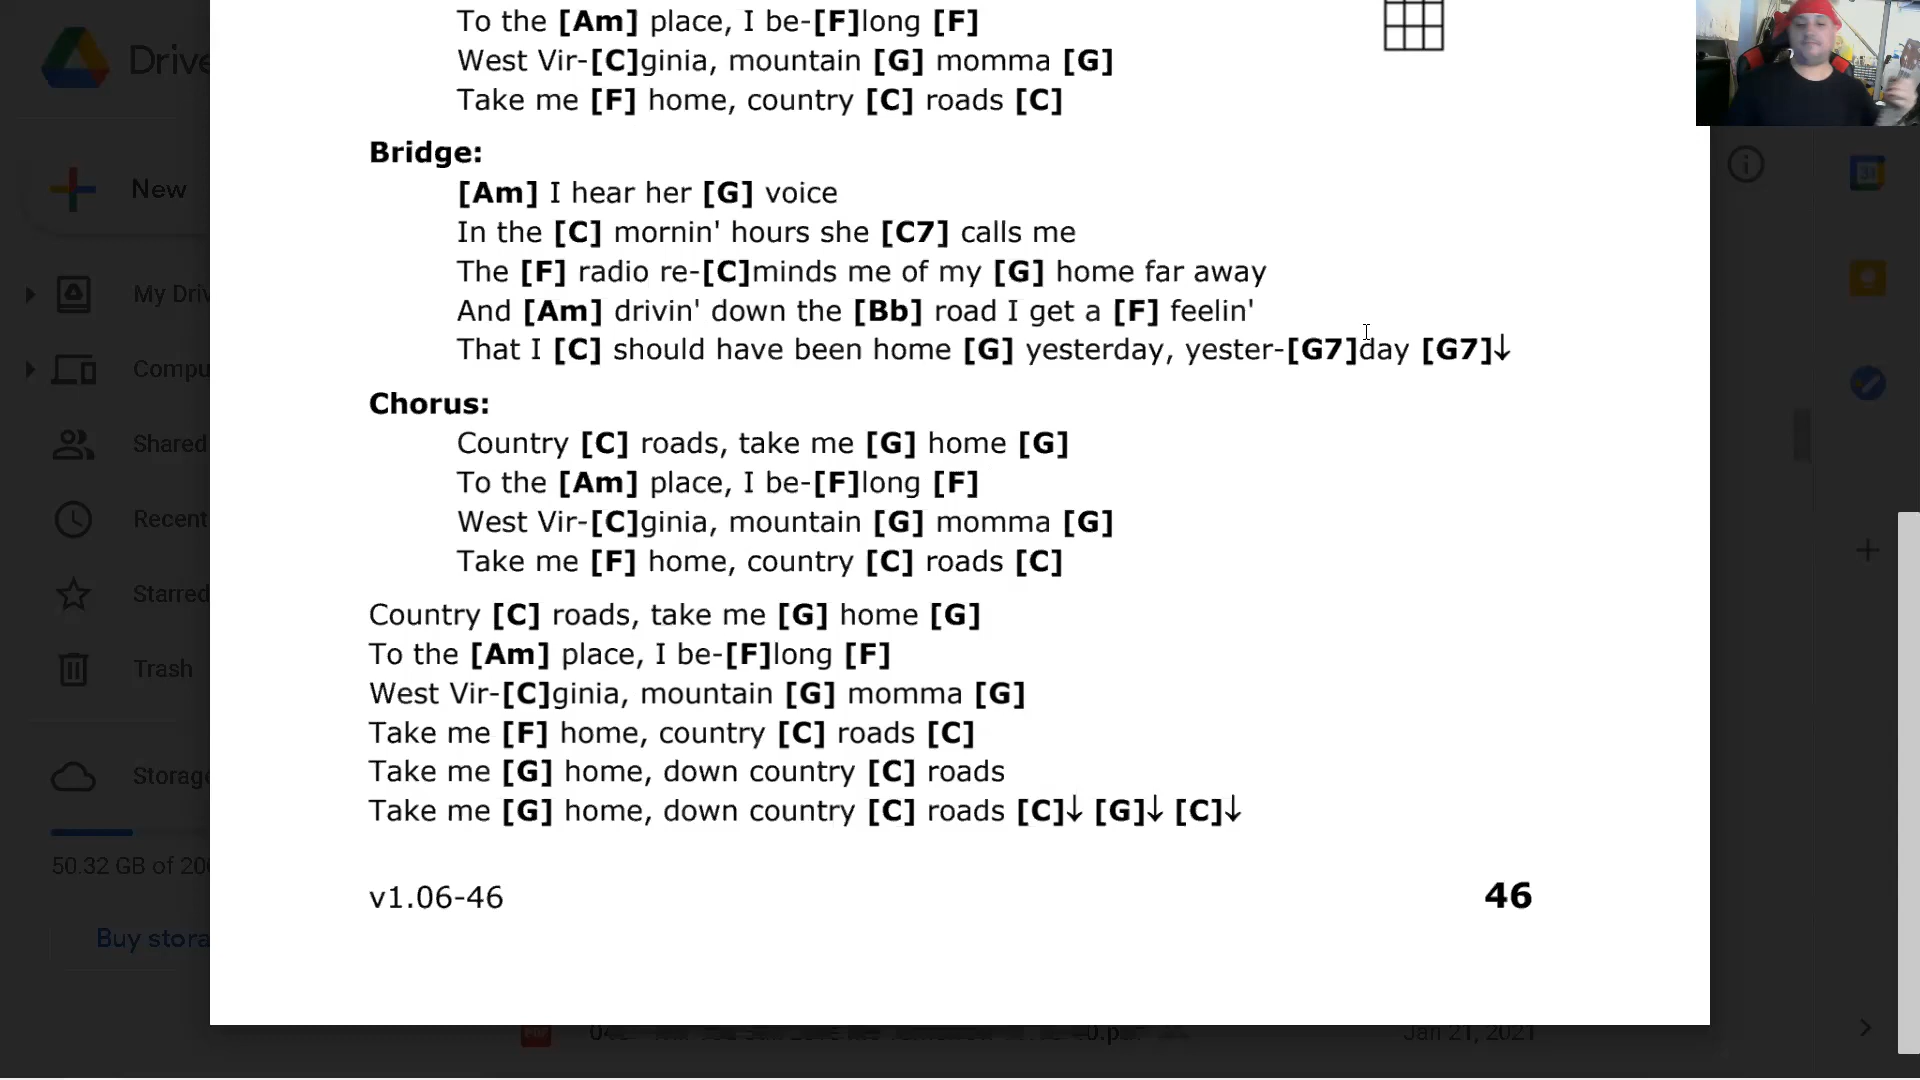 To the [Am] place, I be-[F]long [F]
West Vir-[C]ginia, mountain [G] momma [G]
Take me [F] home, country [C] roads [C]
Bridge:
[Am] I hear her [G] voice
In the [C] mornin' hours she [C7] calls me
The [F] radio re-[C]minds me of my [G] home far away
And [Am] drivin' down the [Bb] road I get a [F] feelin'
That I [C] should have been home [G] yesterday, yester-[G7]day [G7]↓
Chorus:
Country [C] roads, take me [G] home [G]
To the [Am] place, I be-[F]long [F]
West Vir-[C]ginia, mountain [G] momma [G]
Take me [F] home, country [C] roads [C]
Country [C] roads, take me [G] home [G]
To the [Am] place, I be-[F]long [F]
West Vir-[C]ginia, mountain [G] momma [G]
Take me [F] home, country [C] roads [C]
Take me [G] home, down country [C] roads
Take me [G] home, down country [C] roads [C]↓ [G]↓ [C]↓
v1.06-46
46
Drive
New
My Driv
Compu
Shared
Recent
Starred
Trash
Storage
50.32 GB of 20
Buy stora
31
PDF
Jan 21, 2021